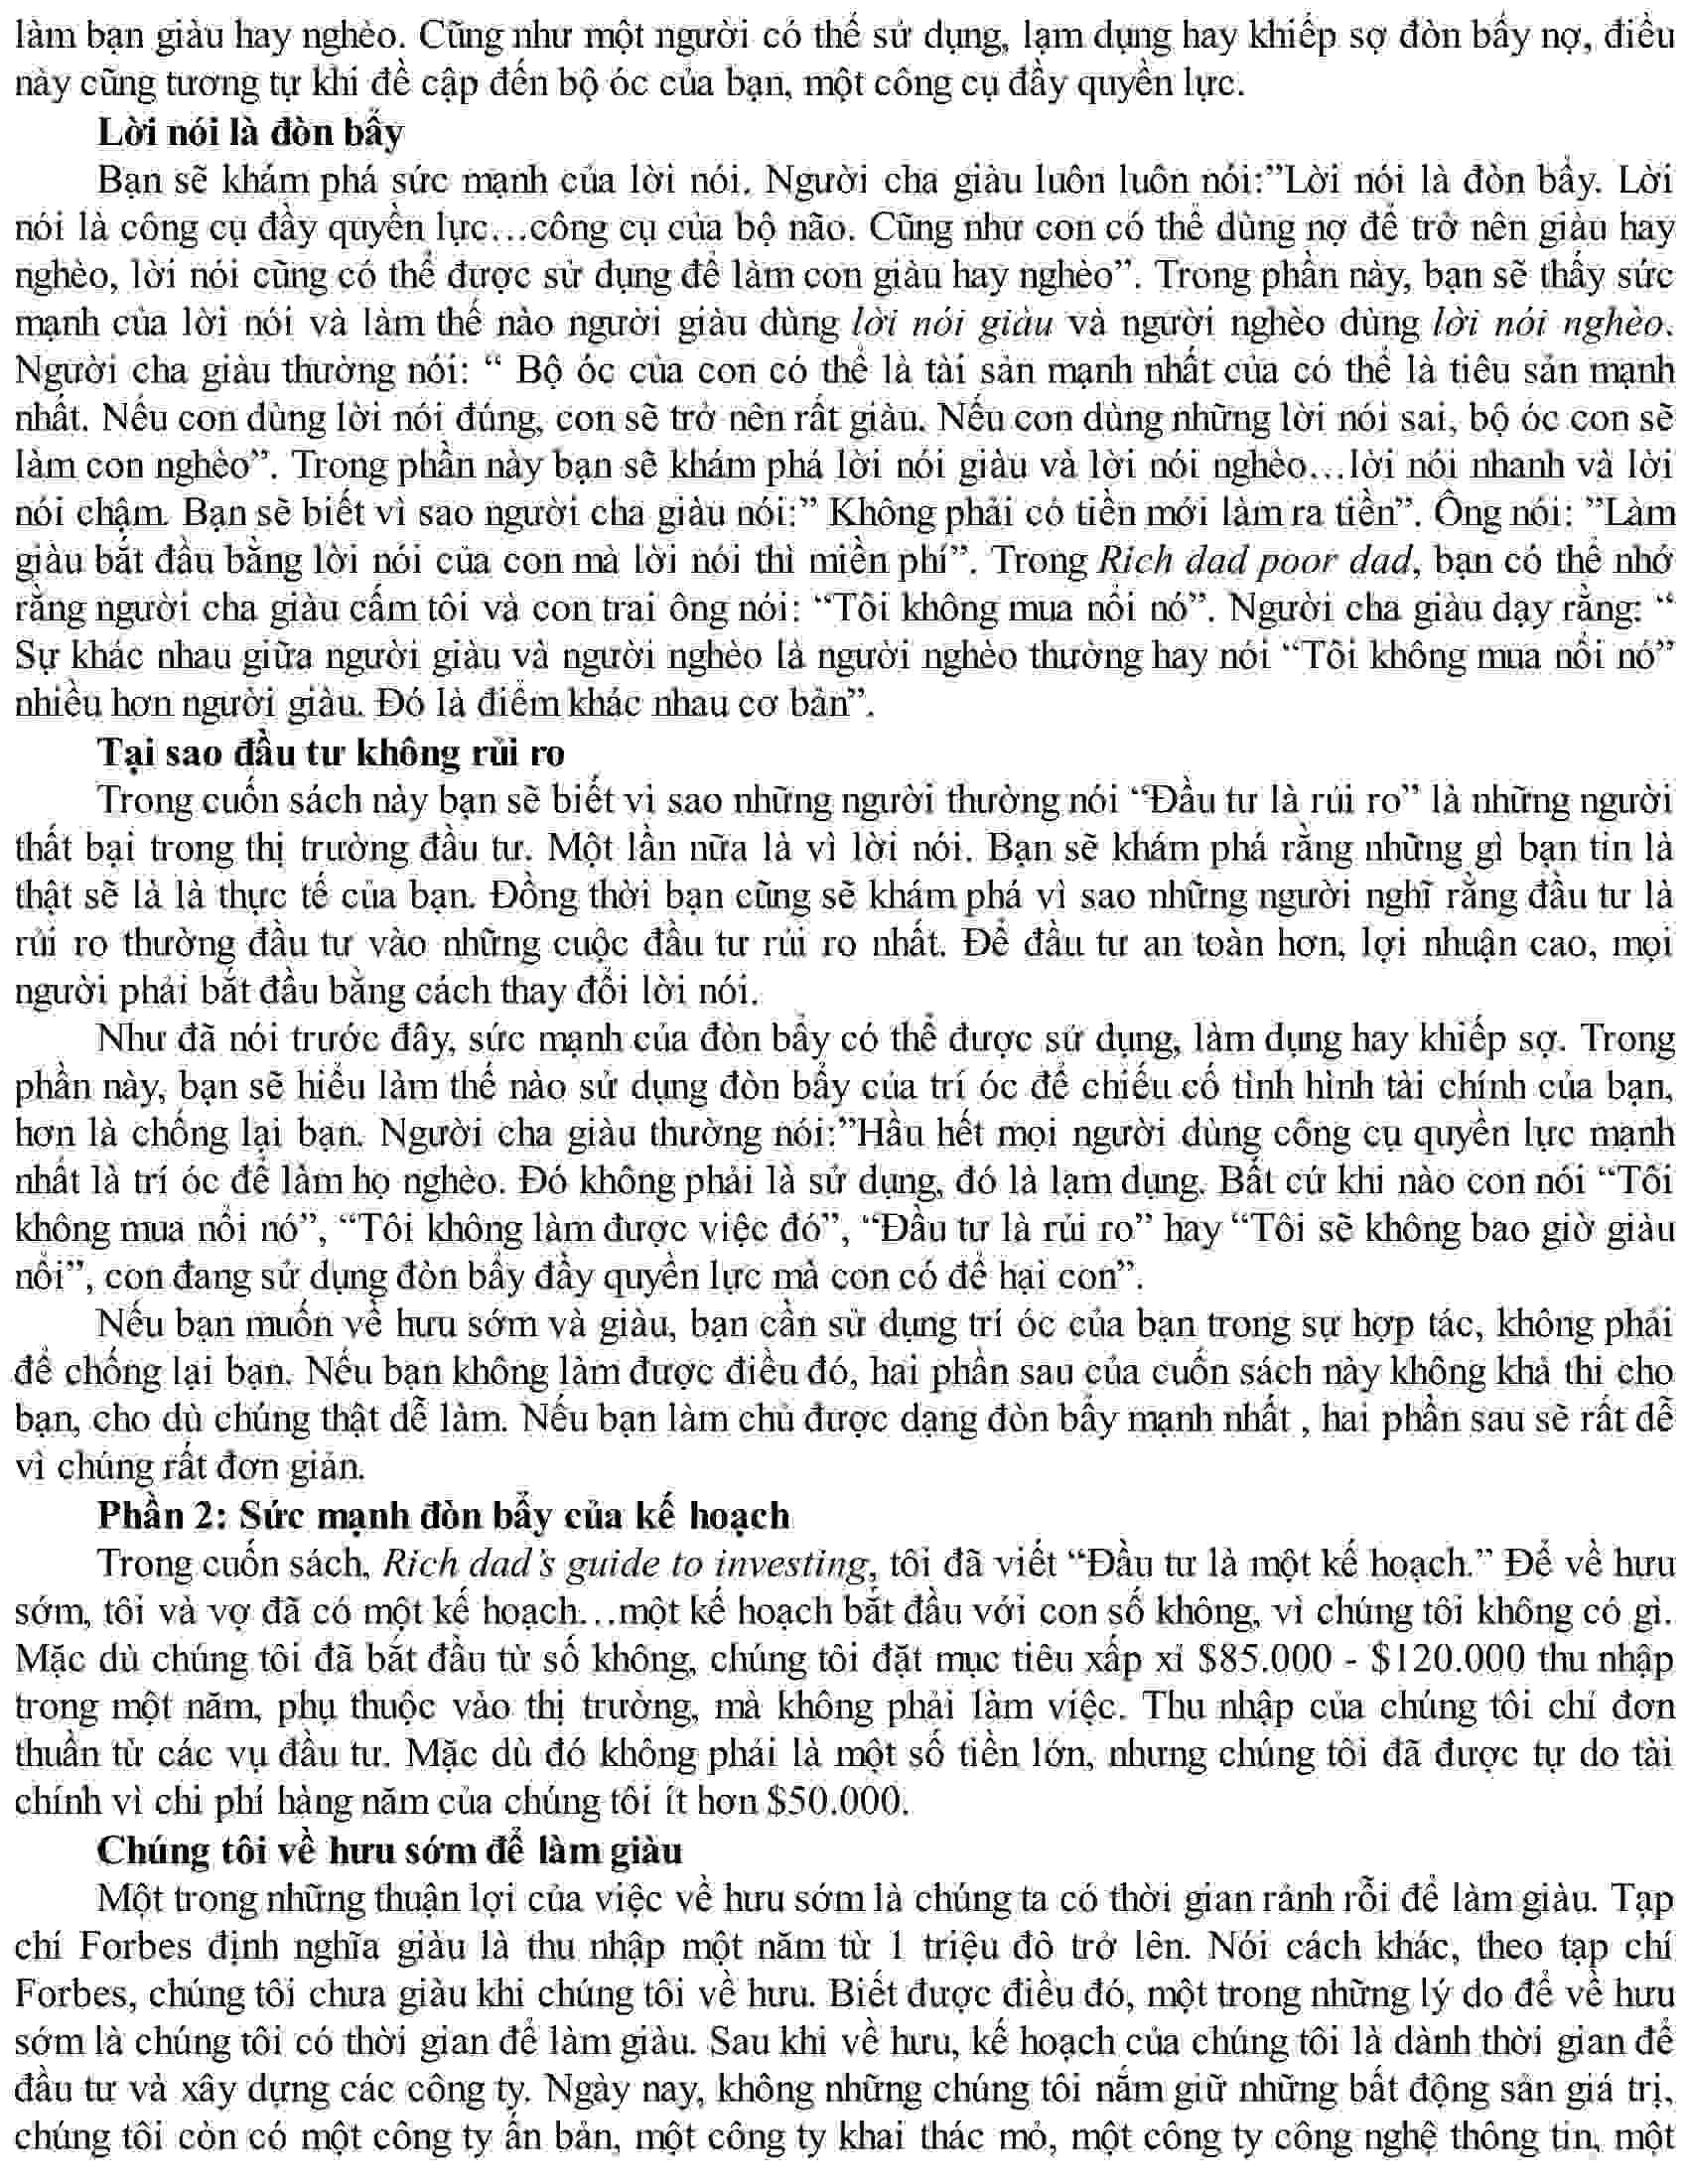 làm bạn giàu hay nghèo. Cũng như một người có thể sử dụng, lạm dụng hay khiếp sợ đòn bẩy nợ, điều
này cũng tương tự khi đề cập đến bộ óc của bạn, một công cụ đầy quyền lực.
Lời nói là đòn bẩy
Bạn sẽ khám phá sức mạnh của lời nói. Người cha giàu luôn luôn nói:”Lời nói là đòn bẩy. Lời
nói là công cụ đầy quyền lực…công cụ của bộ não. Cũng như con có thể dùng nợ để trở nên giàu hay
nghèo, lời nói cũng có thể được sử dụng để làm con giàu hay nghèo”. Trong phần này, bạn sẽ thấy sức
mạnh của lời nói và làm thế nào người giàu dùng lời nói giàu và người nghèo dùng lời nói nghèo.
Người cha giàu thường nói: “ Bộ óc của con có thể là tài sản mạnh nhất của có thể là tiêu sản mạnh
nhất. Nếu con dùng lời nói đúng, con sẽ trở nên rất giàu. Nếu con dùng những lời nói sai, bộ óc con sẽ
làm con nghèo”. Trong phần này bạn sẽ khám phá lời nói giàu và lời nói nghèo…lời nói nhanh và lời
nói chậm. Bạn sẽ biết vì sao người cha giàu nói:” Không phải có tiền mới làm ra tiền”. Ông nói: ”Làm
giàu bắt đầu bằng lời nói của con mà lời nói thì miễn phí”. Trong Rich dad poor dad, bạn có thể nhớ
rằng người cha giàu cấm tôi và con trai ông nói: “Tôi không mua nổi nó”. Người cha giàu dạy rằng: “
Sự khác nhau giữa người giàu và người nghèo là người nghèo thường hay nói “Tôi không mua nổi nó”
nhiều hơn người giàu. Đó là điểm khác nhau cơ bản”.
Tại sao đầu tư không rủi ro
Trong cuốn sách này bạn sẽ biết vì sao những người thường nói “Đầu tư là rủi ro” là những người
thất bại trong thị trường đầu tư. Một lần nữa là vì lời nói. Bạn sẽ khám phá rằng những gì bạn tin là
thật sẽ là là thực tế của bạn. Đồng thời bạn cũng sẽ khám phá vì sao những người nghĩ rằng đầu tư là
rủi ro thường đầu tư vào những cuộc đầu tư rủi ro nhất. Để đầu tư an toàn hơn, lợi nhuận cao, mọi
người phải bắt đầu bằng cách thay đổi lời nói.
Như đã nói trước đây, sức mạnh của đòn bẩy có thể được sử dụng, làm dụng hay khiếp sợ. Trong
phần này, bạn sẽ hiểu làm thế nào sử dụng đòn bẩy của trí óc để chiếu cố tình hình tài chính của bạn,
hơn là chống lại bạn. Người cha giàu thường nói:”Hầu hết mọi người dùng công cụ quyền lực mạnh
nhất là trí óc để làm họ nghèo. Đó không phải là sử dụng, đó là lạm dụng. Bất cứ khi nào con nói “Tôi
không mua nổi nó”, “Tôi không làm được việc đó”, “Đầu tư là rủi ro” hay “Tôi sẽ không bao giờ giàu
nổi”, con đang sử dụng đòn bẩy đầy quyền lực mà con có để hại con”.
Nếu bạn muốn về hưu sớm và giàu, bạn cần sử dụng trí óc của bạn trong sự hợp tác, không phải
để chống lại bạn. Nếu bạn không làm được điều đó, hai phần sau của cuốn sách này không khả thi cho
bạn, cho dù chúng thật dễ làm. Nếu bạn làm chủ được dạng đòn bẩy mạnh nhất , hai phần sau sẽ rất dễ
vì chúng rất đơn giản.
Phần 2: Sức mạnh đòn bẩy của kế hoạch
Trong cuốn sách, Rich dad’s guide to investing, tôi đã viết “Đầu tư là một kế hoạch.” Để về hưu
sớm, tôi và vợ đã có một kế hoạch…một kế hoạch bắt đầu với con số không, vì chúng tôi không có gì.
Mặc dù chúng tôi đã bắt đầu từ số không, chúng tôi đặt mục tiêu xấp xỉ $85.000 - $120.000 thu nhập
trong một năm, phụ thuộc vào thị trường, mà không phải làm việc. Thu nhập của chúng tôi chỉ đơn
thuần từ các vụ đầu tư. Mặc dù đó không phải là một số tiền lớn, nhưng chúng tôi đã được tự do tài
chính vì chi phí hàng năm của chúng tôi ít hơn $50.000.
Chúng tôi về hưu sớm để làm giàu
Một trong những thuận lợi của việc về hưu sớm là chúng ta có thời gian rảnh rỗi để làm giàu. Tạp
chí Forbes định nghĩa giàu là thu nhập một năm từ 1 triệu đô trở lên. Nói cách khác, theo tạp chí
Forbes, chúng tôi chưa giàu khi chúng tôi về hưu. Biết được điều đó, một trong những lý do để về hưu
sớm là chúng tôi có thời gian để làm giàu. Sau khi về hưu, kế hoạch của chúng tôi là dành thời gian để
đầu tư và xây dựng các công ty. Ngày nay, không những chúng tôi nắm giữ những bất động sản giá trị,
chúng tôi còn có một công ty ấn bản, một công ty khai thác mỏ, một công ty công nghệ thông tin, một